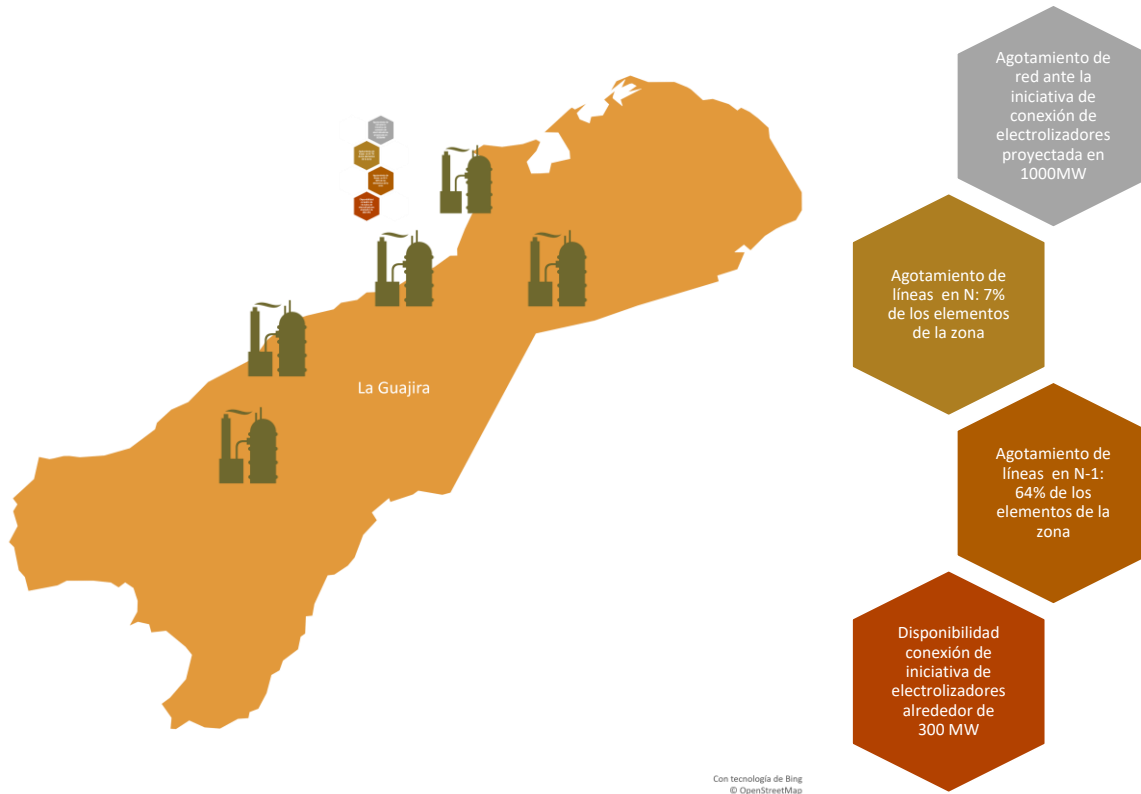 Agotamiento de
red ante la
iniciativa de
conexión de
electrolizadores
proyectada en
1000MW
Agotamiento de
líneas en N: 7%
de los elementos
de la zona
La Guajira
Agotamiento de
líneas en N-1:
64% de los
elementos de la
zona
Disponibilidad
conexión de
iniciativa de
electrolizadores
alrededor de
300 MW
Con tecnología de Bing
© OpenStreetMap